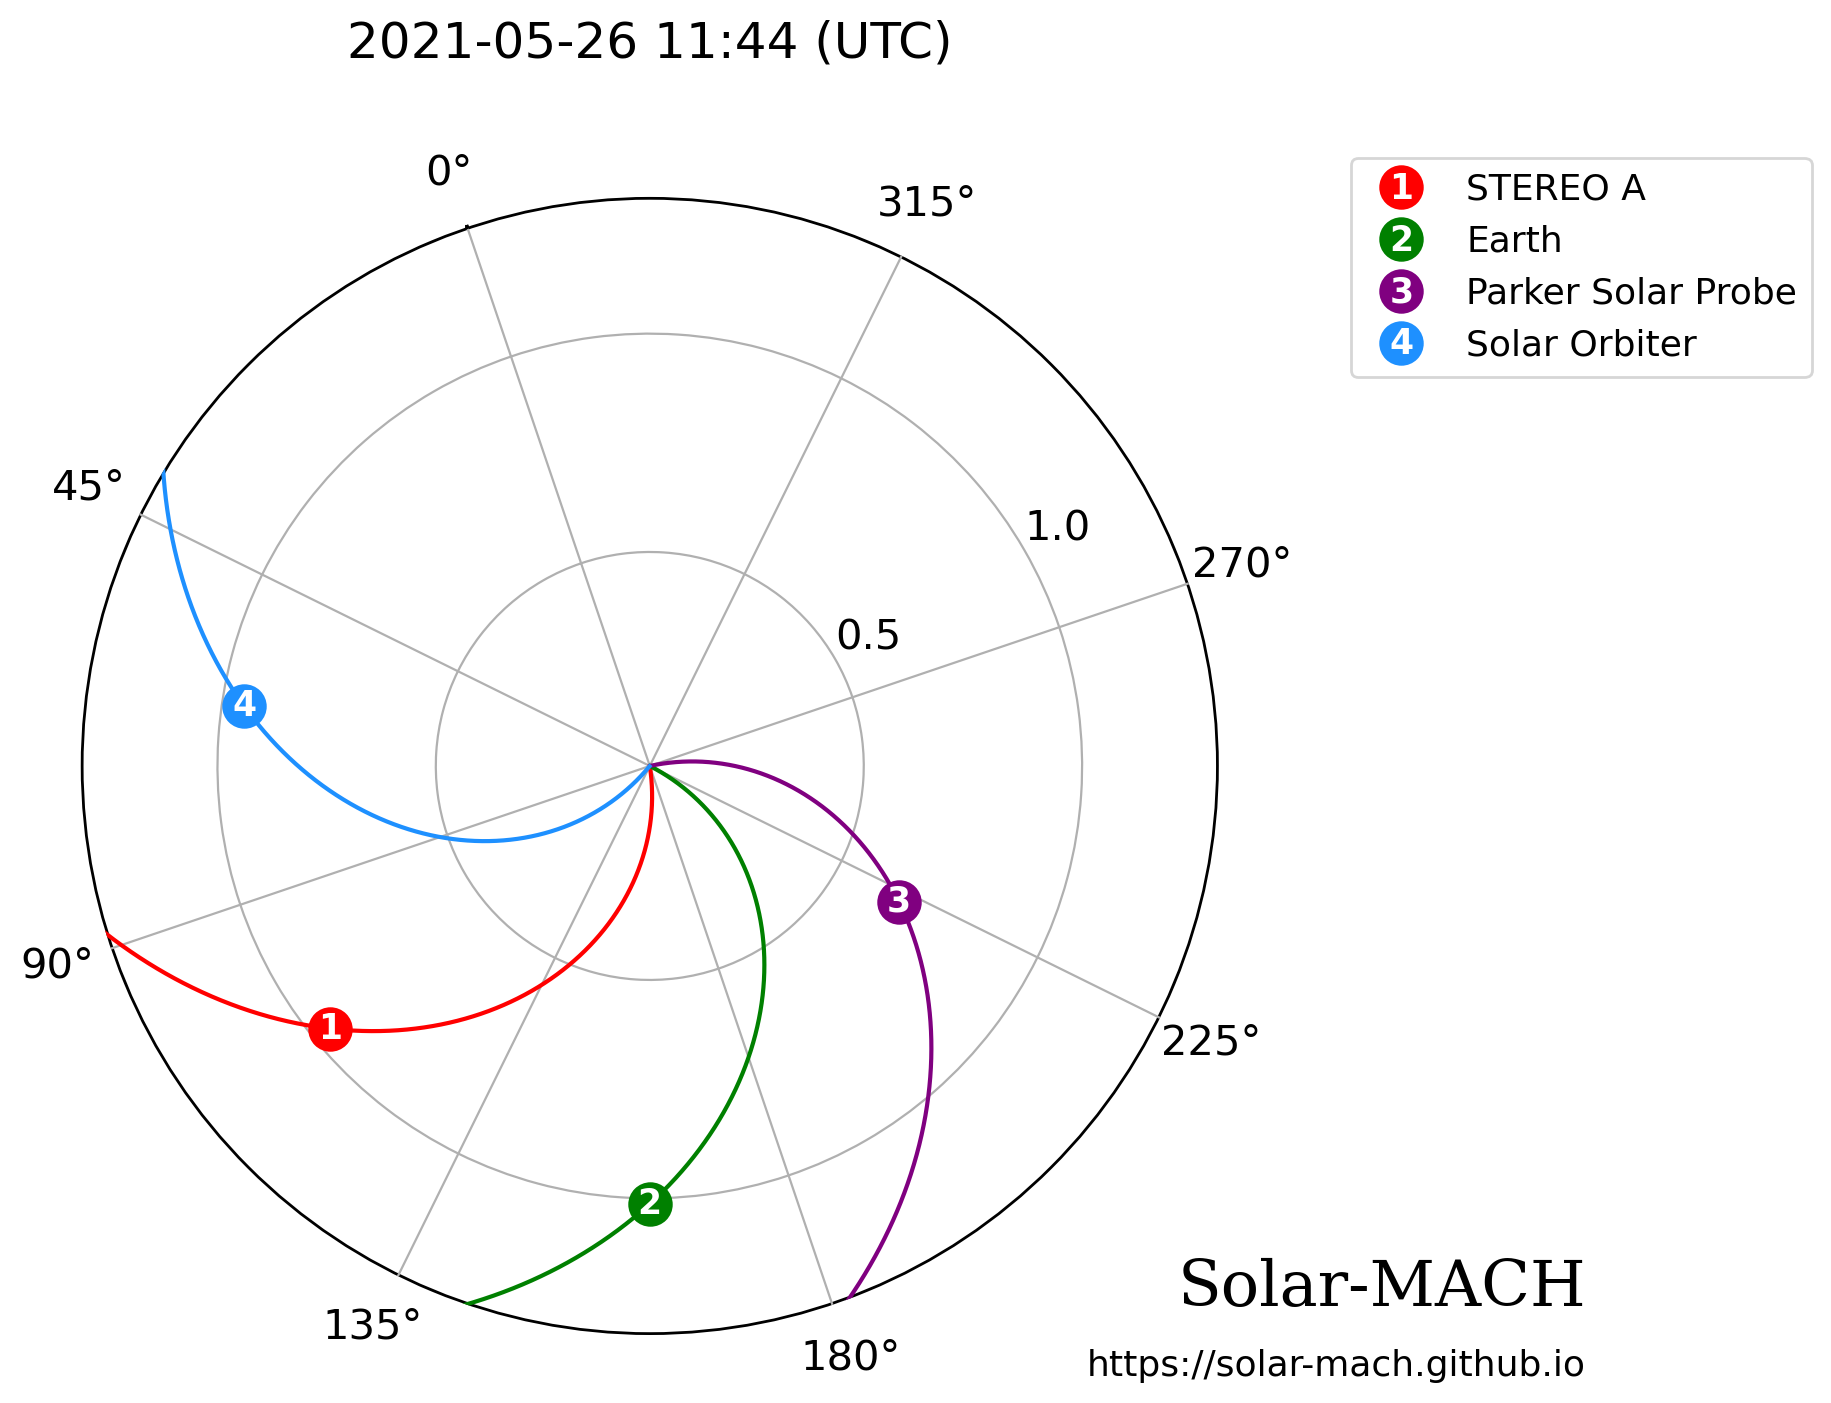 2021-05-26 11:44 (UTC)
0°
315°
1 STEREO A
2 Earth
3 Parker Solar Probe
4 Solar Orbiter
45°
1.0
270°
0.5
4
3
90°
1
225°
2
135°
180°
Solar-MACH
https://solar-mach.github.io